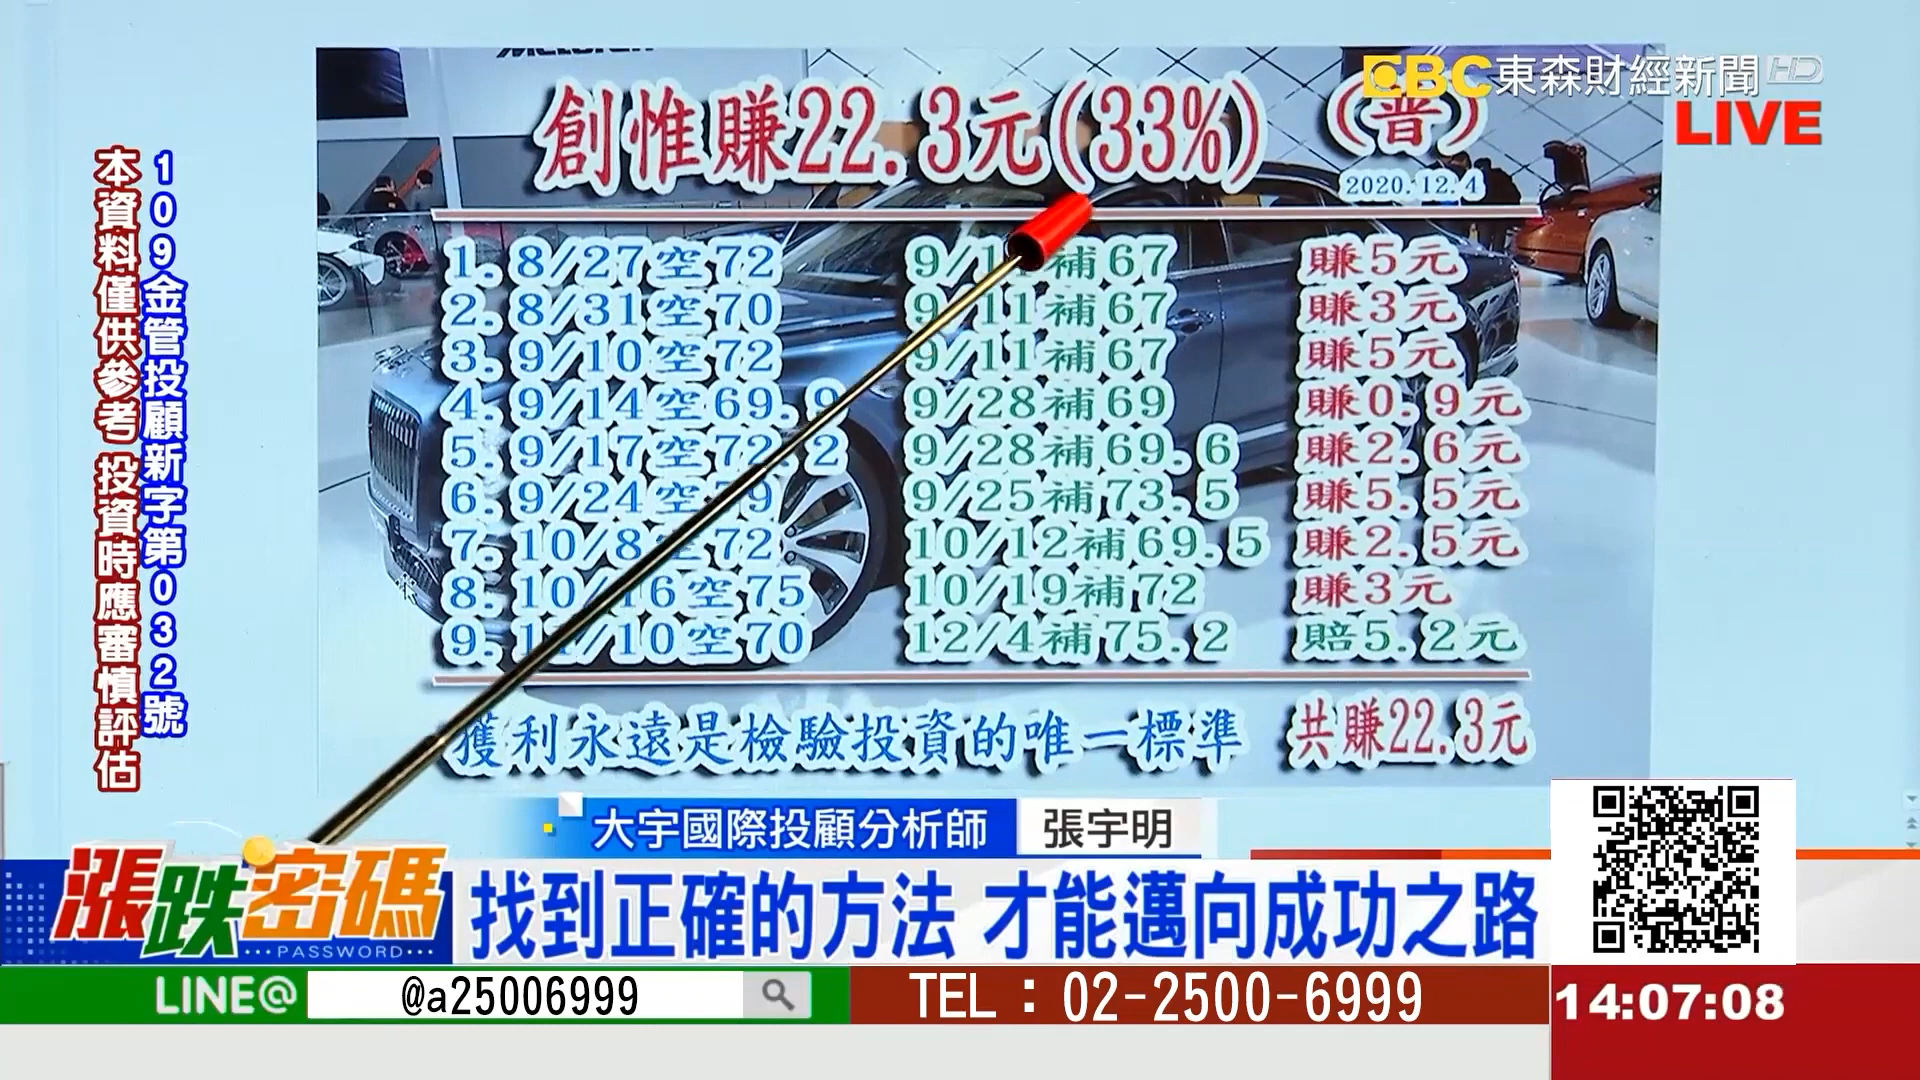 EBC東森財經新聞HD
LIVE
創惟賺22.3元(33%) (普)
2020.12.4
1.8/27空72 9/11補67 賺5元
2.8/31空70 9/11補67 賺3元
3.9/10空72 9/11補67 賺5元
4.9/14空69.9 9/28補69 賺0.9元
5.9/17空72.2 9/28補69.6 賺2.6元
6.9/24空79 9/25補73.5 賺5.5元
7.10/8空72 10/12補69.5 賺2.5元
8.10/16空75 10/19補72 賺3元
9.11/10空70 12/4補75.2 賠5.2元
獲利永遠是檢驗投資的唯一標準 共賺22.3元
109金管投顧新字第032號
本資料僅供參考 投資時應審慎評估
大宇國際投顧分析師 張宇明
漲跌密碼
PASSWORD
找到正確的方法 才能邁向成功之路
LINE@ @a25006999 TEL：02-2500-6999
14:07:08